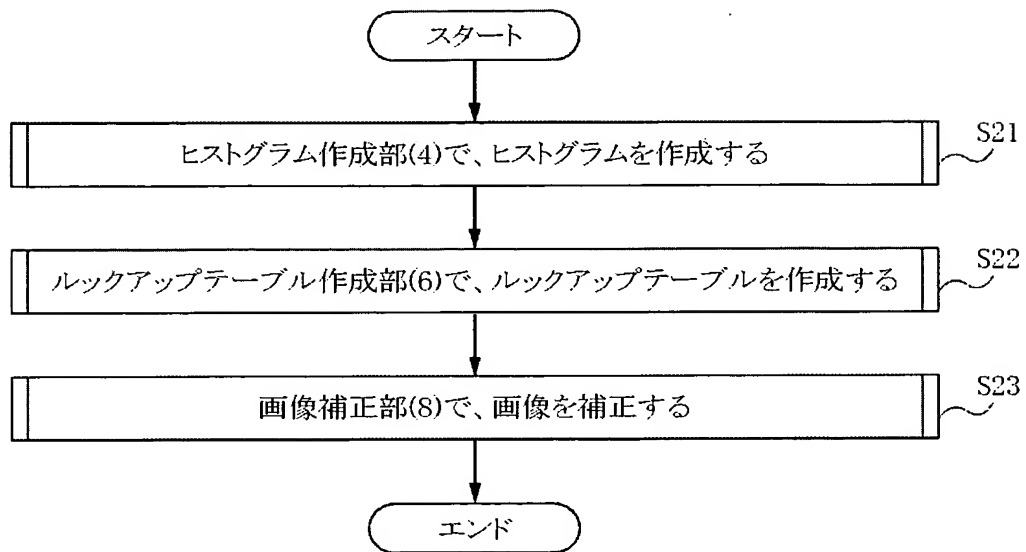 スタート
ヒストグラム作成部(4)で、ヒストグラムを作成する
S21
ルックアップテーブル作成部(6)で、ルックアップテーブルを作成する
S22
画像補正部(8)で、画像を補正する
S23
エンド